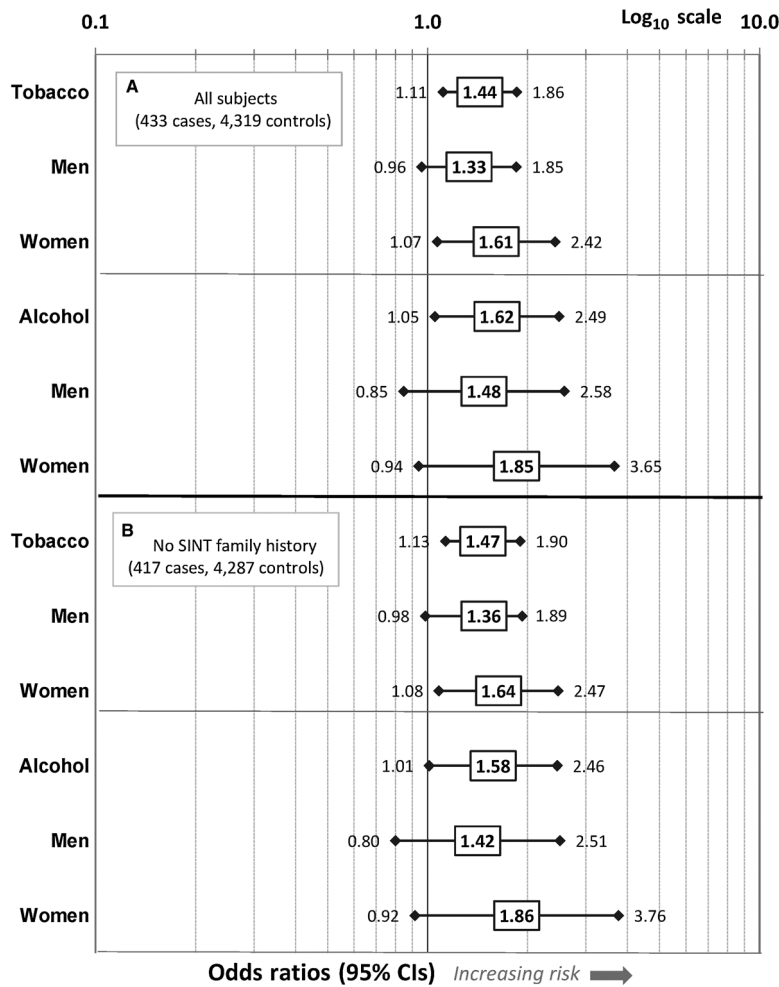 0.1 1.0 Log10 scale 10.0
A
All subjects
(433 cases, 4,319 controls)
Tobacco 1.11 1.44 1.86
Men 0.96 1.33 1.85
Women 1.07 1.61 2.42
Alcohol 1.05 1.62 2.49
Men 0.85 1.48 2.58
Women 0.94 1.85 3.65
B
No SINT family history
(417 cases, 4,287 controls)
Tobacco 1.13 1.47 1.90
Men 0.98 1.36 1.89
Women 1.08 1.64 2.47
Alcohol 1.01 1.58 2.46
Men 0.80 1.42 2.51
Women 0.92 1.86 3.76
Odds ratios (95% CIs) Increasing risk